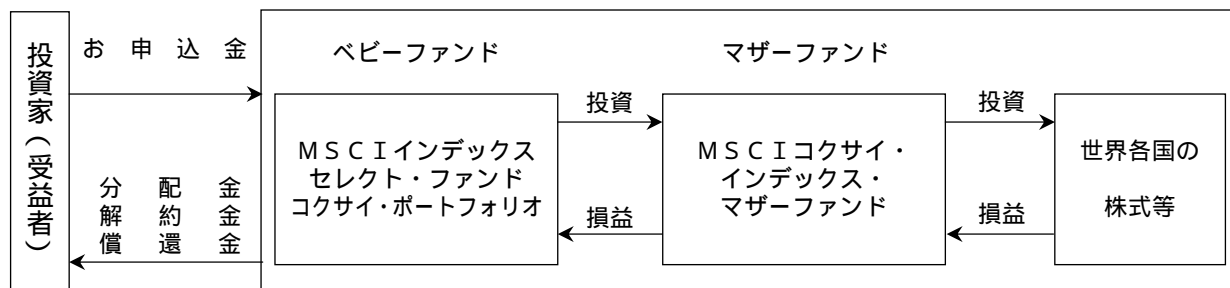 投資家(受益者)
お申込金
分配金
解約金
償還金
ベビーファンド
MSCIインデックス
セレクト・ファンド
コクサイ・ポートフォリオ
投資
損益
マザーファンド
MSCIコクサイ・
インデックス・
マザーファンド
投資
損益
世界各国の
株式等